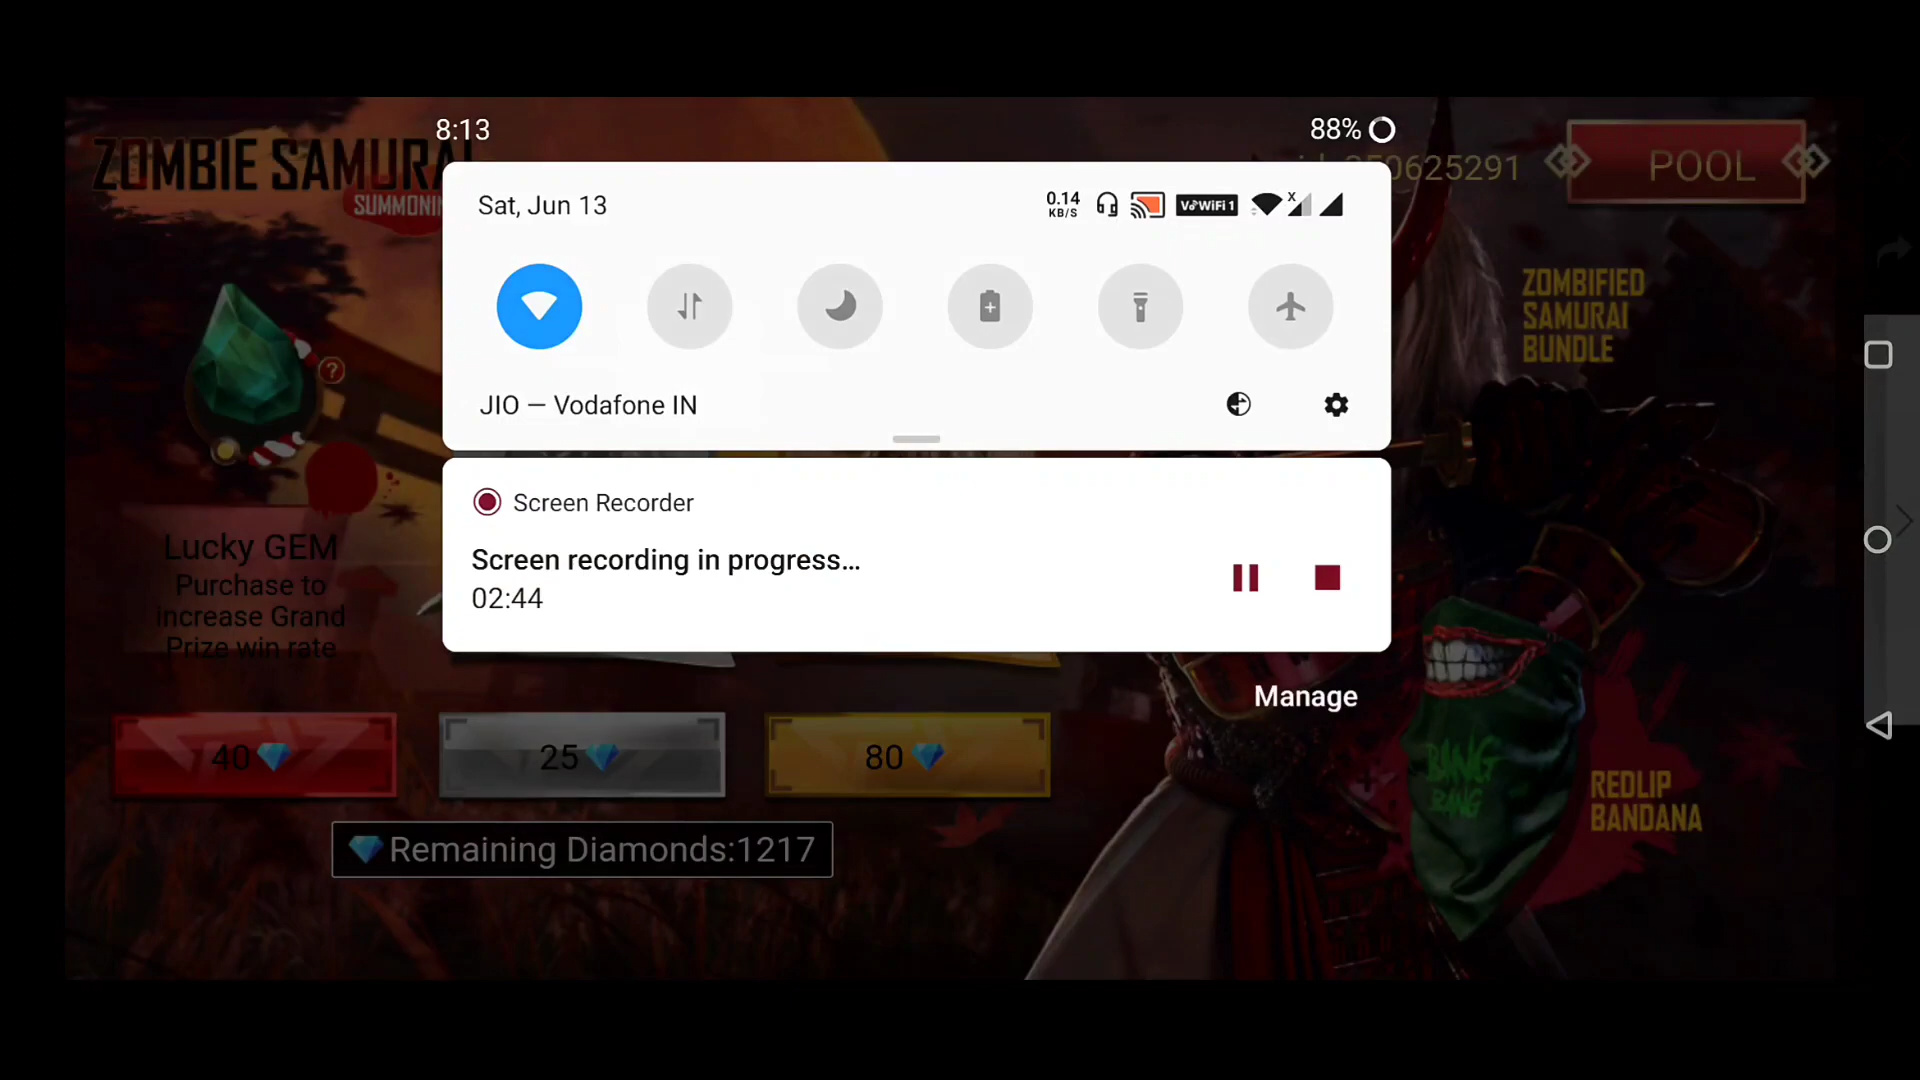 8:13
88%
ZOMBIE SAMURAI
POOL
Sat, Jun 13
0.14
KB/S
VoWiFi 1
JIO — Vodafone IN
ZOMBIFIED
SAMURAI
BUNDLE
Screen Recorder
Screen recording in progress...
02:44
Lucky GEM
Purchase to
increase Grand
Prize win rate
Manage
40
25
80
BANG
BANG
REDLIP
BANDANA
Remaining Diamonds:1217